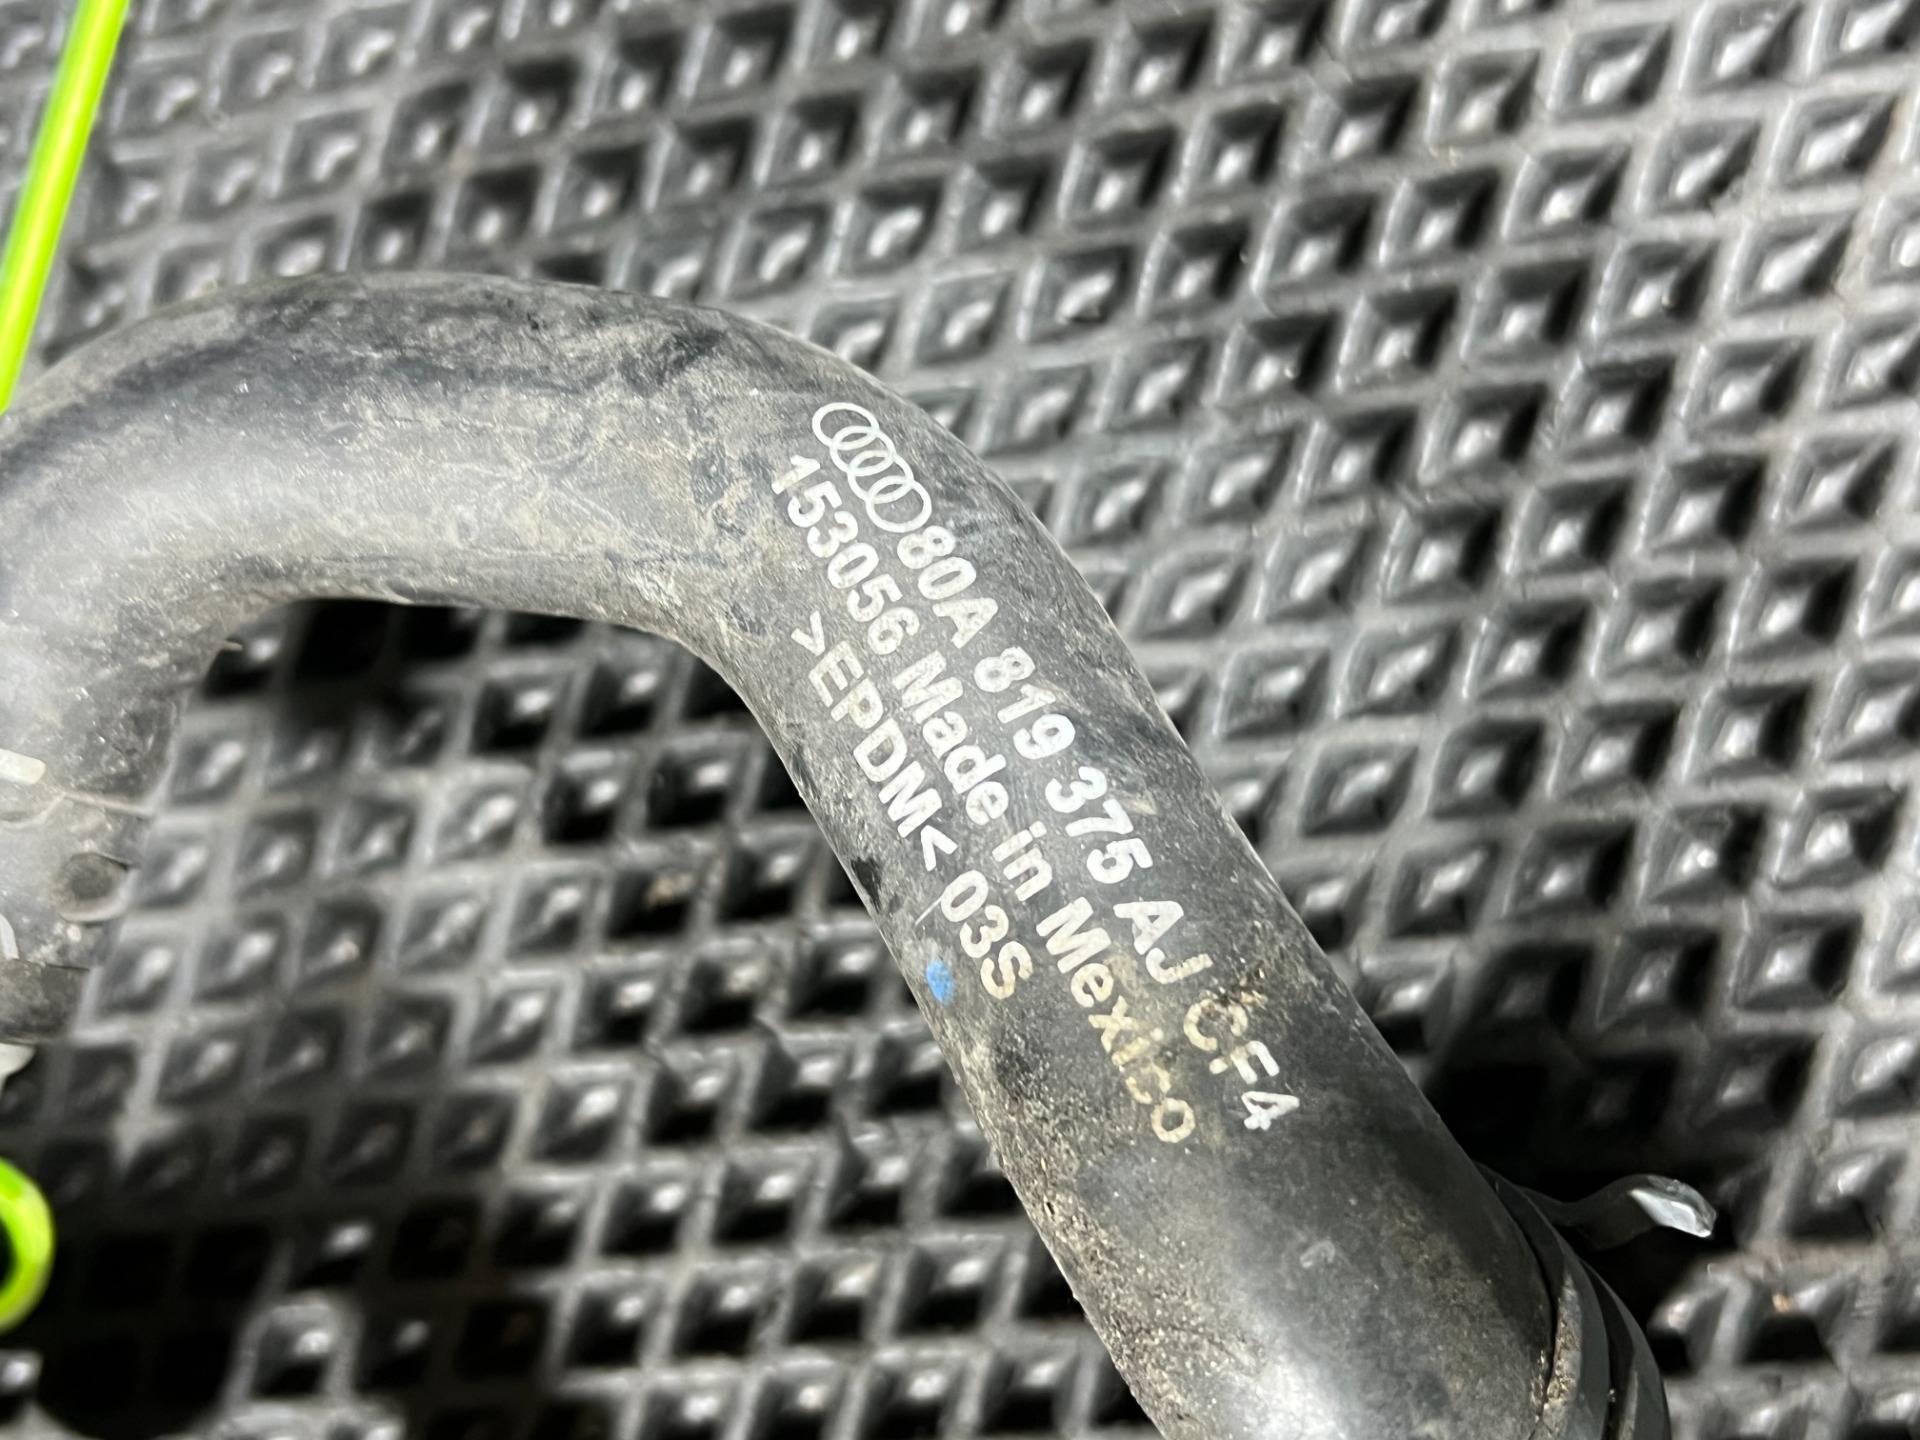 80A 819 375 AJ CF4
153056 Made in Mexico
>EPDM< 03S